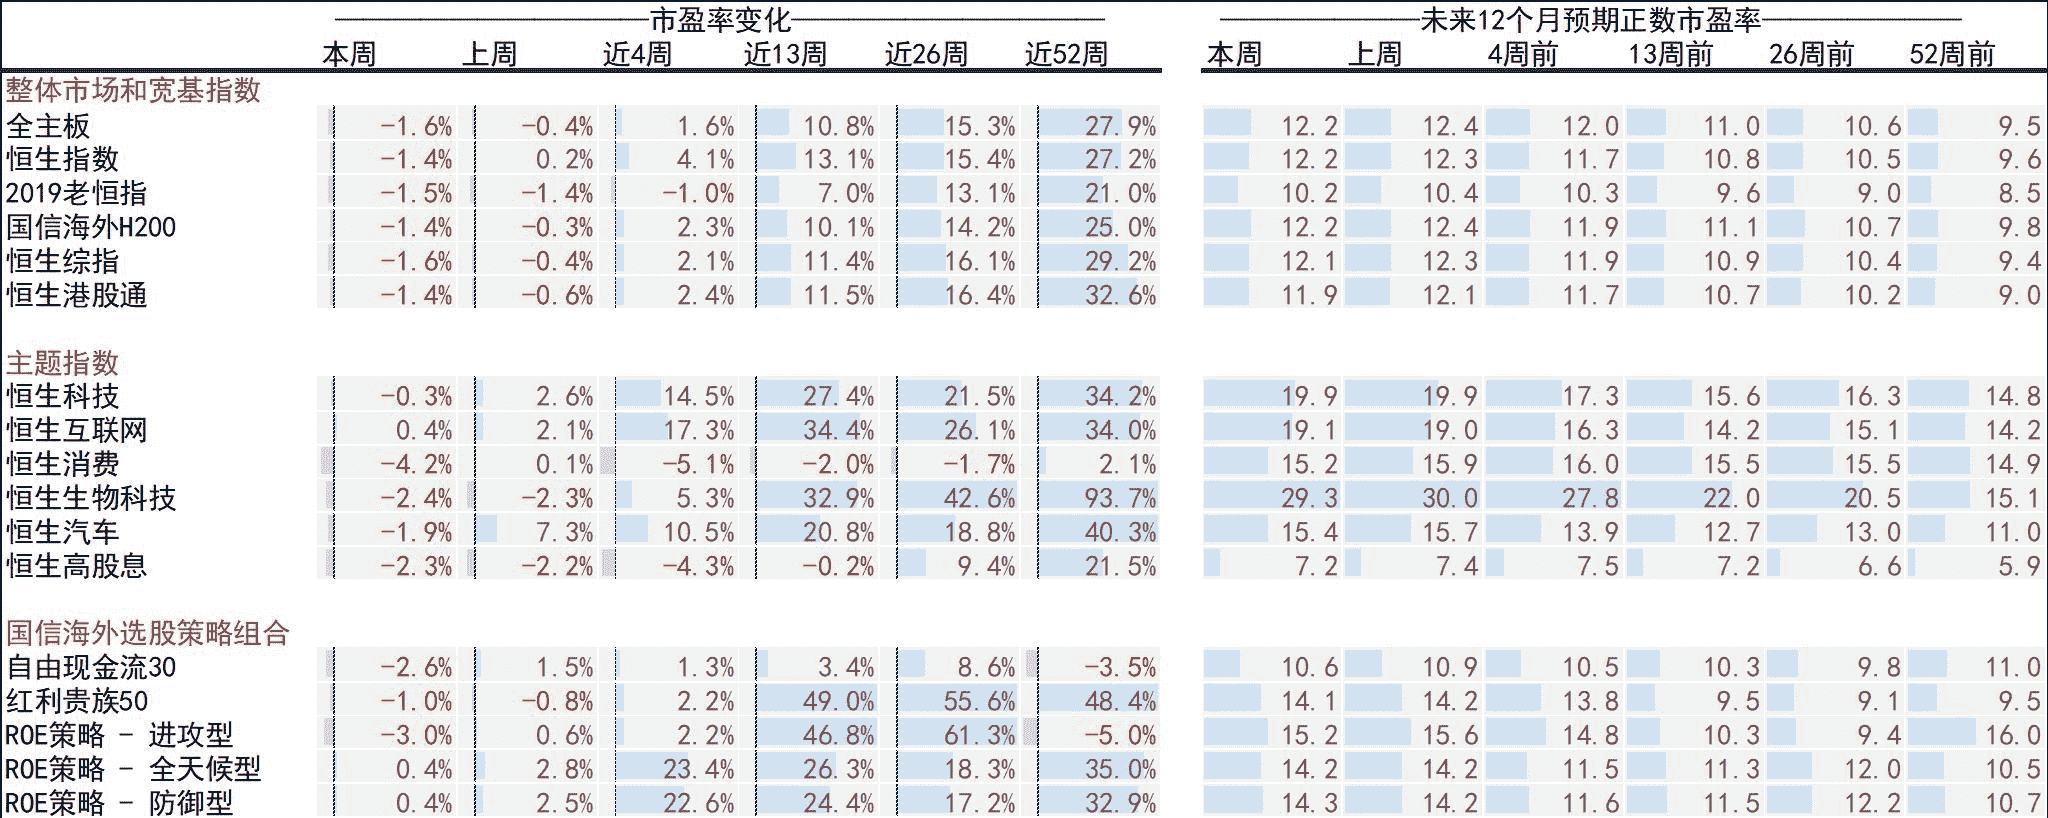 市盈率变化 未来12个月预期正数市盈率
本周 上周 近4周 近13周 近26周 近52周 本周 上周 4周前 13周前 26周前 52周前
整体市场和宽基指数
全主板 -1.6% -0.4% 1.6% 10.8% 15.3% 27.9% 12.2 12.4 12.0 11.0 10.6 9.5
恒生指数 -1.4% 0.2% 4.1% 13.1% 15.4% 27.2% 12.2 12.3 11.7 10.8 10.5 9.6
2019老恒指 -1.5% -1.4% -1.0% 7.0% 13.1% 21.0% 10.2 10.4 10.3 9.6 9.0 8.5
国信海外H200 -1.4% -0.3% 2.3% 10.1% 14.2% 25.0% 12.2 12.4 11.9 11.1 10.7 9.8
恒生综指 -1.6% -0.4% 2.1% 11.4% 16.1% 29.2% 12.1 12.3 11.9 10.9 10.4 9.4
恒生港股通 -1.4% -0.6% 2.4% 11.5% 16.4% 32.6% 11.9 12.1 11.7 10.7 10.2 9.0
主题指数
恒生科技 -0.3% 2.6% 14.5% 27.4% 21.5% 34.2% 19.9 19.9 17.3 15.6 16.3 14.8
恒生互联网 0.4% 2.1% 17.3% 34.4% 26.1% 34.0% 19.1 19.0 16.3 14.2 15.1 14.2
恒生消费 -4.2% 0.1% -5.1% -2.0% -1.7% 2.1% 15.2 15.9 16.0 15.5 15.5 14.9
恒生生物科技 -2.4% -2.3% 5.3% 32.9% 42.6% 93.7% 29.3 30.0 27.8 22.0 20.5 15.1
恒生汽车 -1.9% 7.3% 10.5% 20.8% 18.8% 40.3% 15.4 15.7 13.9 12.7 13.0 11.0
恒生高股息 -2.3% -2.2% -4.3% -0.2% 9.4% 21.5% 7.2 7.4 7.5 7.2 6.6 5.9
国信海外选股策略组合
自由现金流30 -2.6% 1.5% 1.3% 3.4% 8.6% -3.5% 10.6 10.9 10.5 10.3 9.8 11.0
红利贵族50 -1.0% -0.8% 2.2% 49.0% 55.6% 48.4% 14.1 14.2 13.8 9.5 9.1 9.5
ROE策略 - 进攻型 -3.0% 0.6% 2.2% 46.8% 61.3% -5.0% 15.2 15.6 14.8 10.3 9.4 16.0
ROE策略 - 全天候型 0.4% 2.8% 23.4% 26.3% 18.3% 35.0% 14.2 14.2 11.5 11.3 12.0 10.5
ROE策略 - 防御型 0.4% 2.5% 22.6% 24.4% 17.2% 32.9% 14.3 14.2 11.6 11.5 12.2 10.7